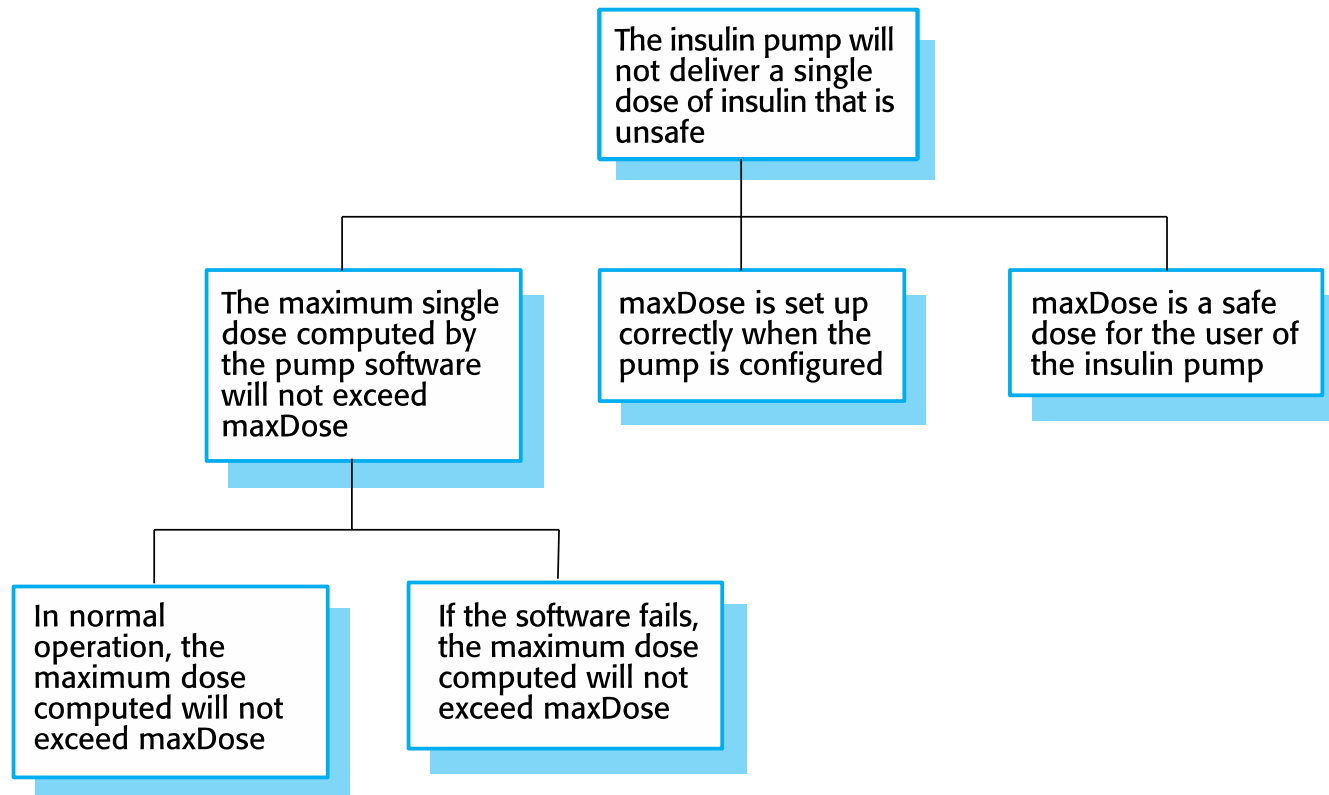 The insulin pump will
not deliver a single
dose of insulin that is
unsafe
The maximum single
dose computed by
the pump software
will not exceed
maxDose
maxDose is set up
correctly when the
pump is configured
maxDose is a safe
dose for the user of
the insulin pump
In normal
operation, the
maximum dose
computed will not
exceed maxDose
If the software fails,
the maximum dose
computed will not
exceed maxDose